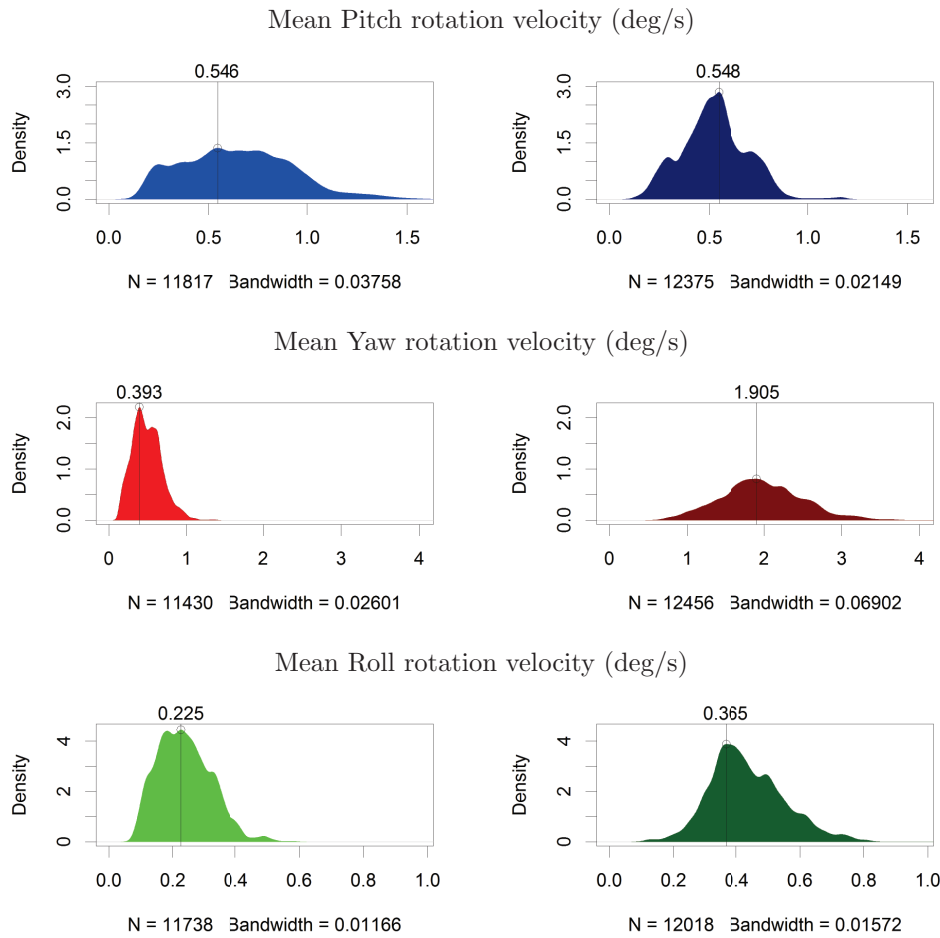 Mean Pitch rotation velocity (deg/s)
0.546
Density
0.0 1.5 3.0
0.0 0.5 1.0 1.5
N = 11817 Bandwidth = 0.03758
0.548
Density
0.0 1.5 3.0
0.0 0.5 1.0 1.5
N = 12375 Bandwidth = 0.02149
Mean Yaw rotation velocity (deg/s)
0.393
Density
0.0 1.0 2.0
0 1 2 3 4
N = 11430 Bandwidth = 0.02601
1.905
Density
0.0 1.0 2.0
0 1 2 3 4
N = 12456 Bandwidth = 0.06902
Mean Roll rotation velocity (deg/s)
0.225
Density
0 2 4
0.0 0.2 0.4 0.6 0.8 1.0
N = 11738 Bandwidth = 0.01166
0.365
Density
0 2 4
0.0 0.2 0.4 0.6 0.8 1.0
N = 12018 Bandwidth = 0.01572